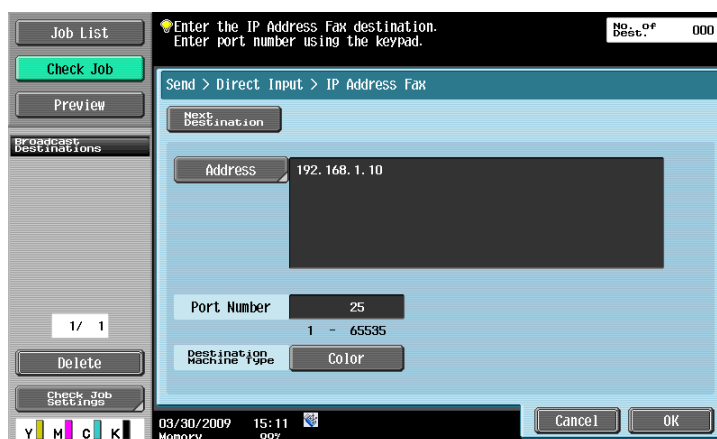 Job List
Check Job
Preview
Broadcast
Destinations
1/ 1
Delete
Check Job
Settings
Y M C K
Enter the IP Address Fax destination.
Enter port number using the keypad.
No. of
Dest. 000
Send > Direct Input > IP Address Fax
Next
Destination
Address 192.168.1.10
Port Number 25
1 - 65535
Destination
Machine Type Color
03/30/2009 15:11
Memory 99%
Cancel OK